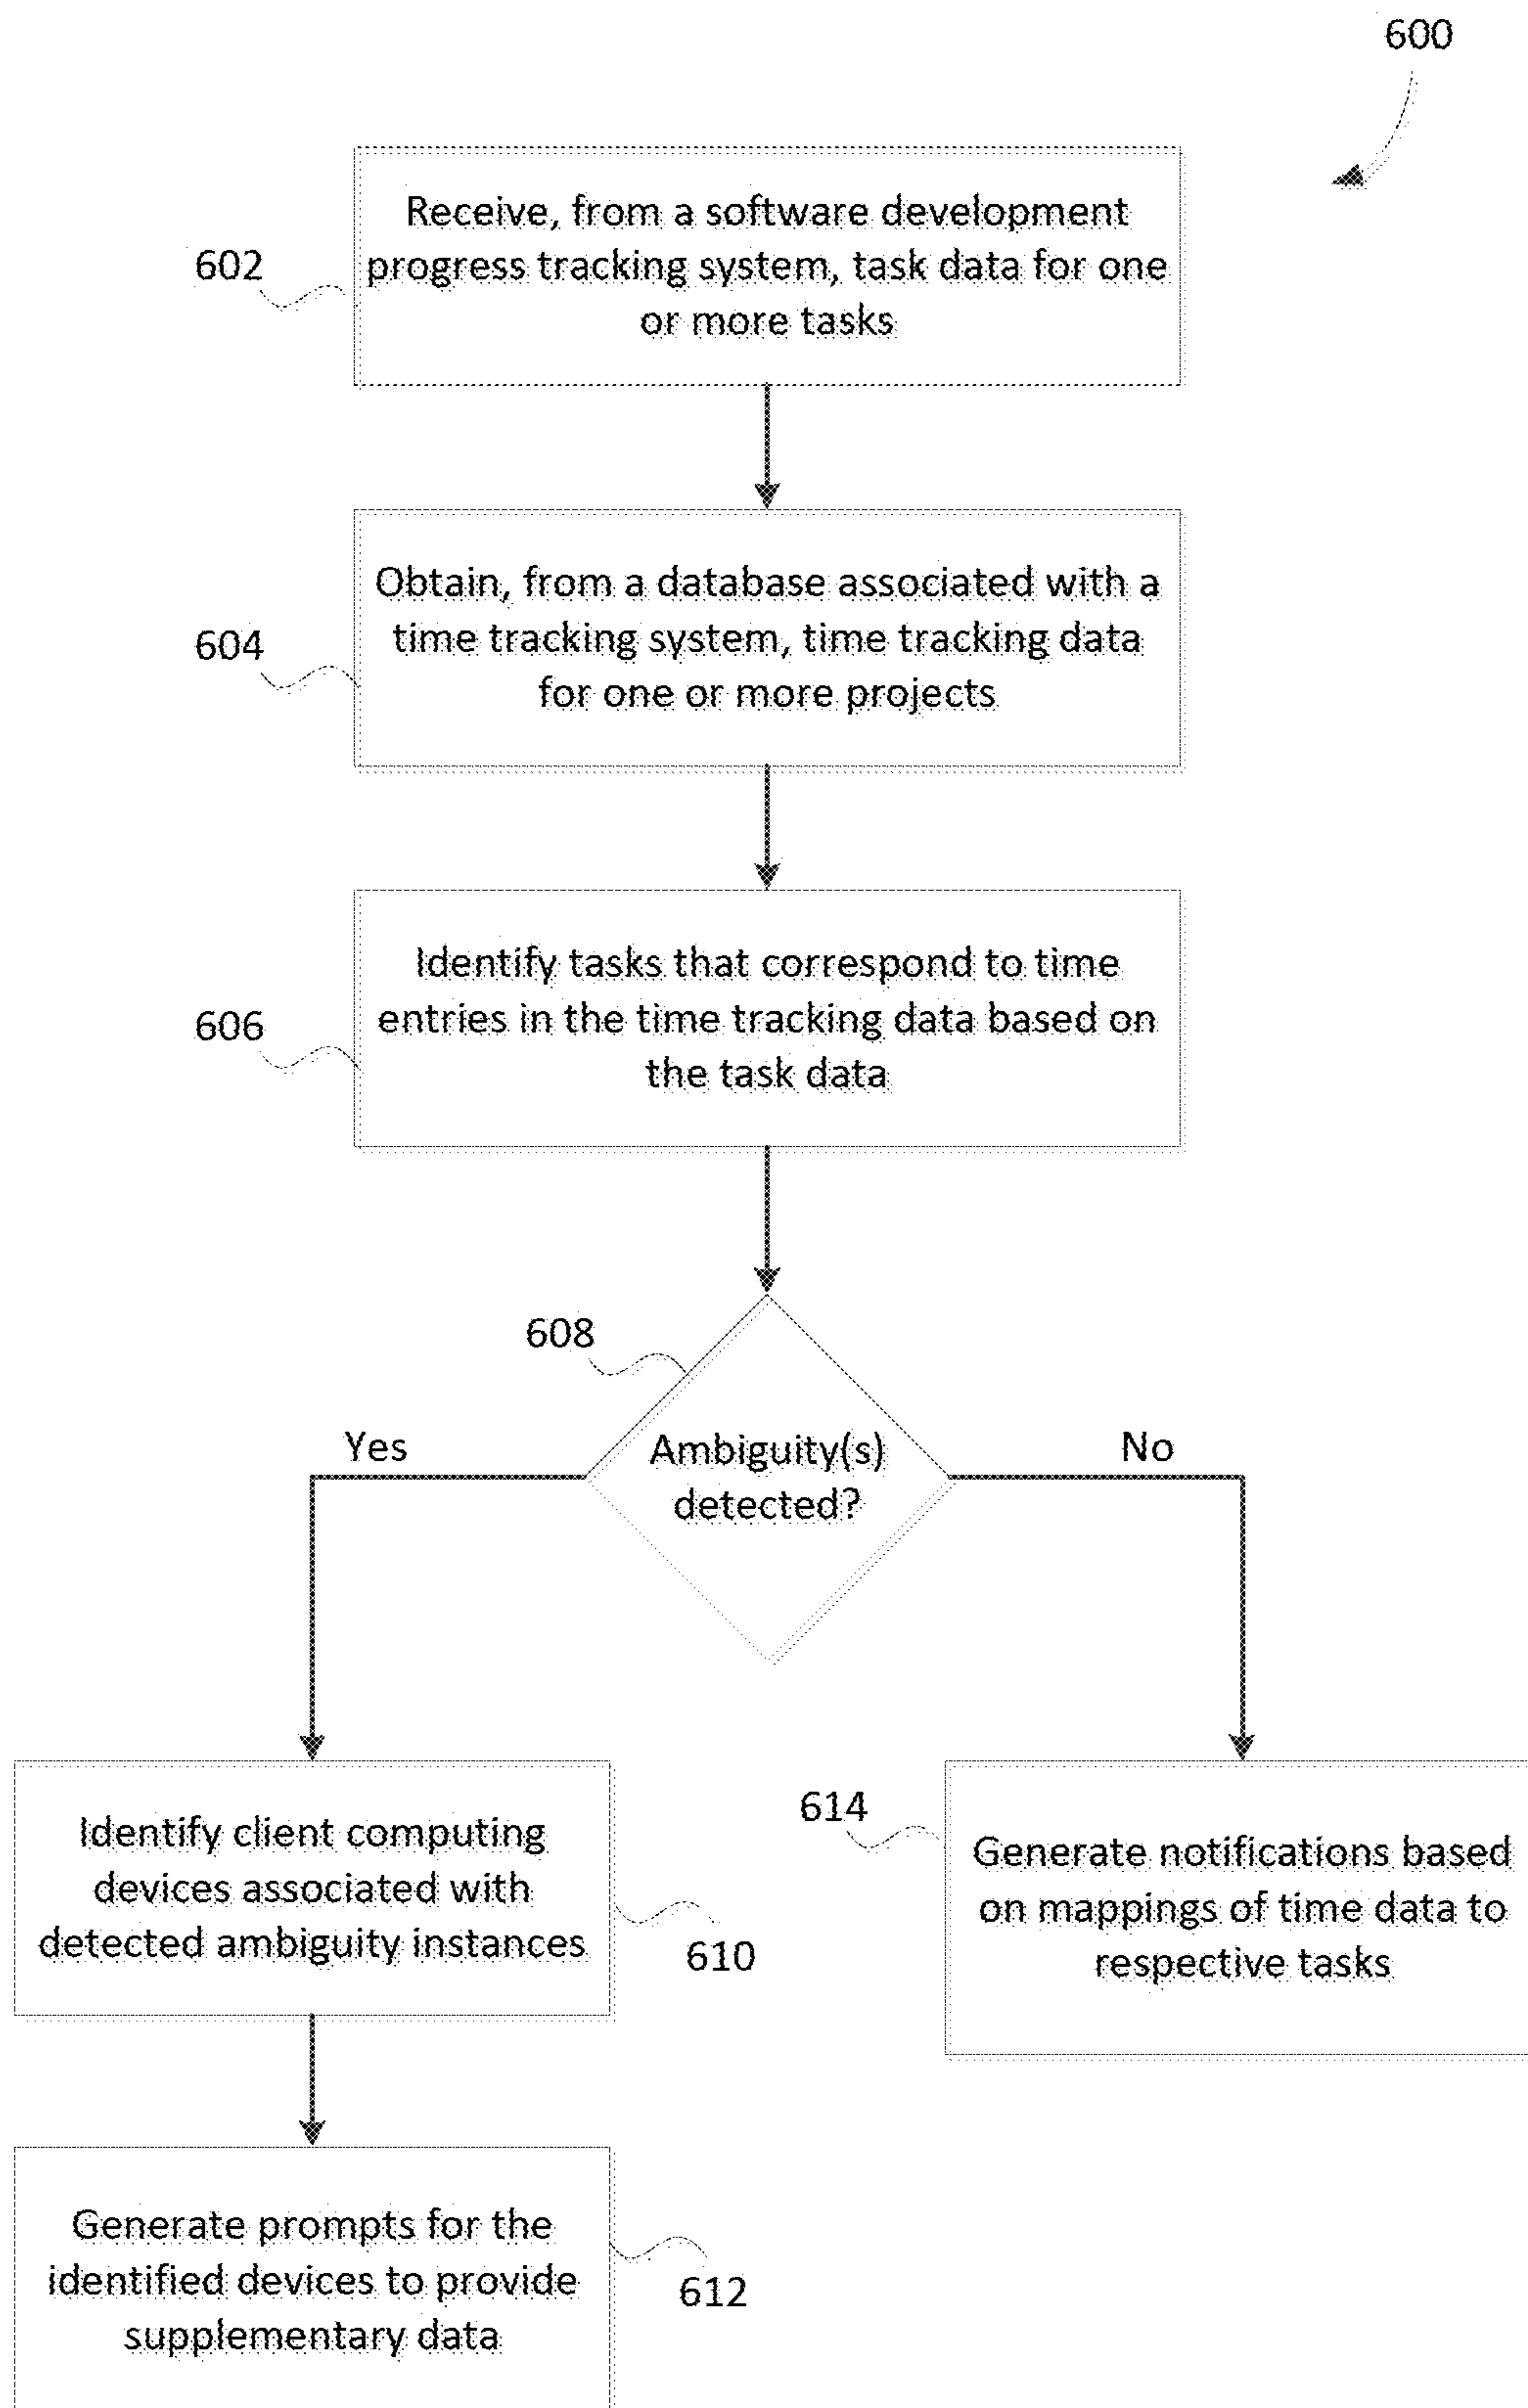 600
Receive, from a software development
602
progress tracking system, task data for one
or more tasks
Obtain, from a database associated with a
604
time tracking system, time tracking data
for one or more projects
Identify tasks that correspond to time
606
entries in the time tracking data based on
the task data
608
Yes
Ambiguity(s)
detected?
No
Identify client computing
devices associated with
detected ambiguity instances
610
614
Generate notifications based
on mappings of time data to
respective tasks
Generate prompts for the
identified devices to provide
supplementary data
612